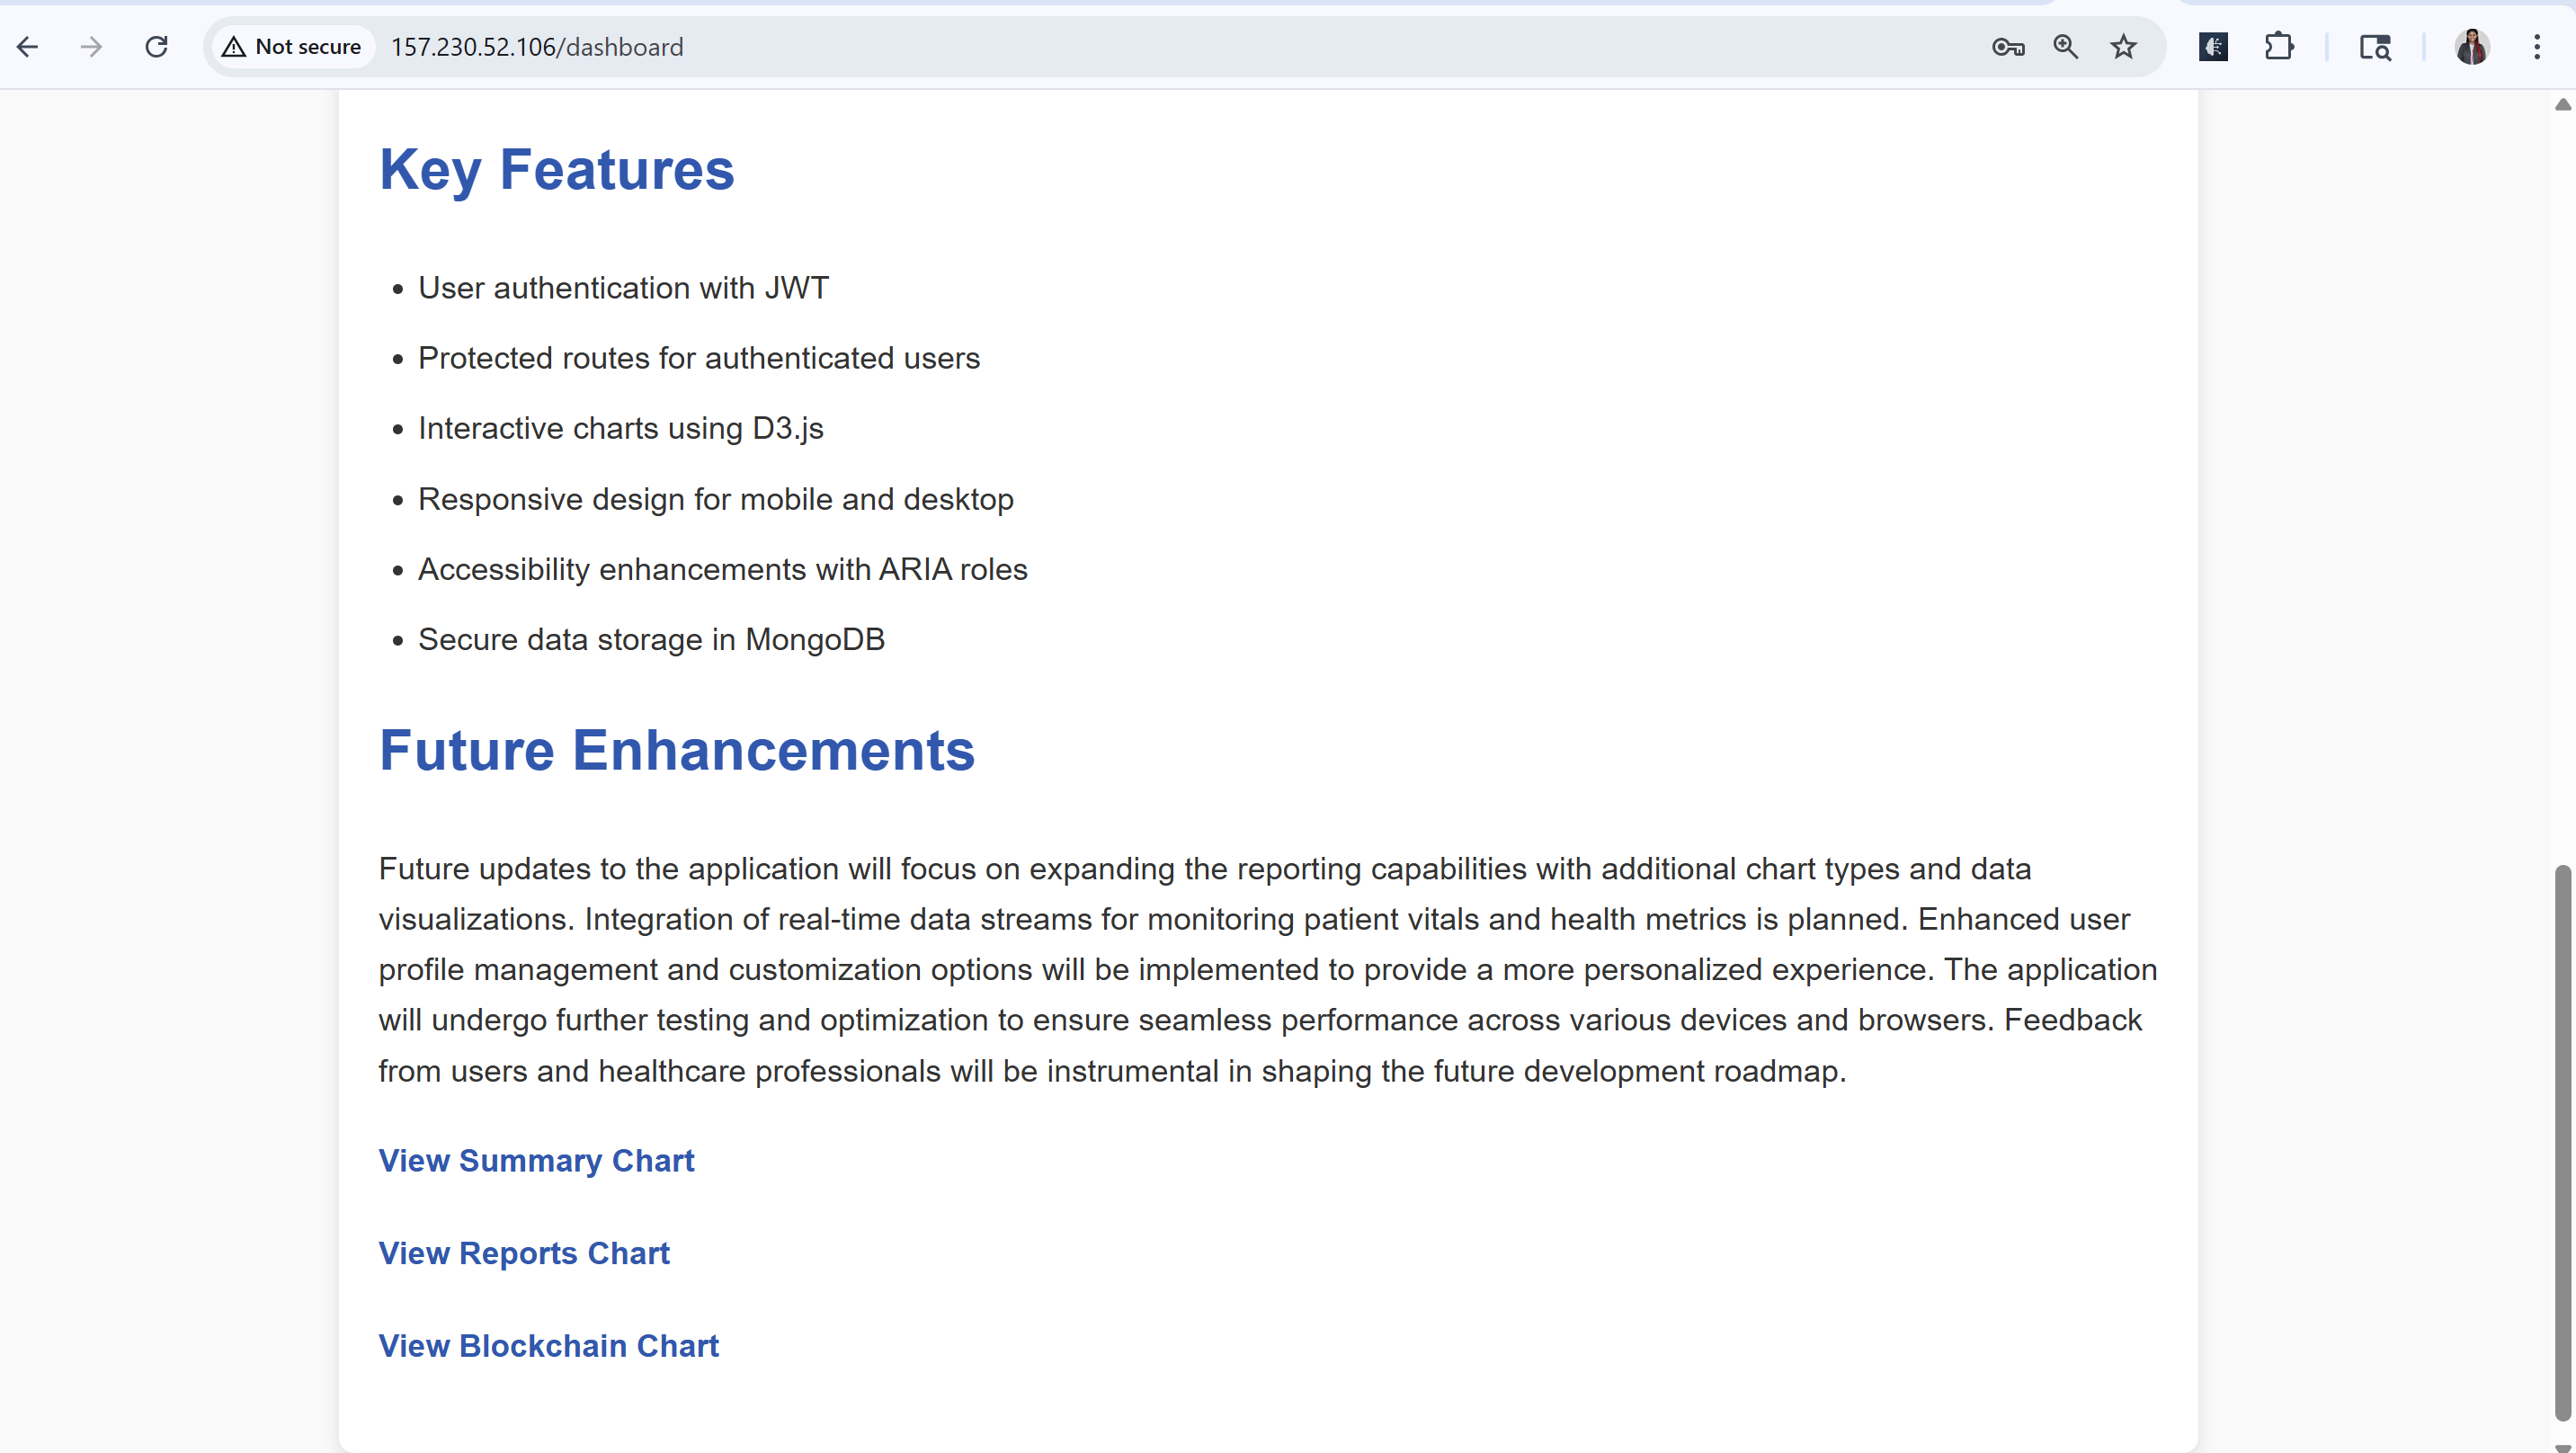 Not secure 157.230.52.106/dashboard
Key Features
• User authentication with JWT
• Protected routes for authenticated users
• Interactive charts using D3.js
• Responsive design for mobile and desktop
• Accessibility enhancements with ARIA roles
• Secure data storage in MongoDB
Future Enhancements
Future updates to the application will focus on expanding the reporting capabilities with additional chart types and data
visualizations. Integration of real-time data streams for monitoring patient vitals and health metrics is planned. Enhanced user
profile management and customization options will be implemented to provide a more personalized experience. The application
will undergo further testing and optimization to ensure seamless performance across various devices and browsers. Feedback
from users and healthcare professionals will be instrumental in shaping the future development roadmap.
View Summary Chart
View Reports Chart
View Blockchain Chart